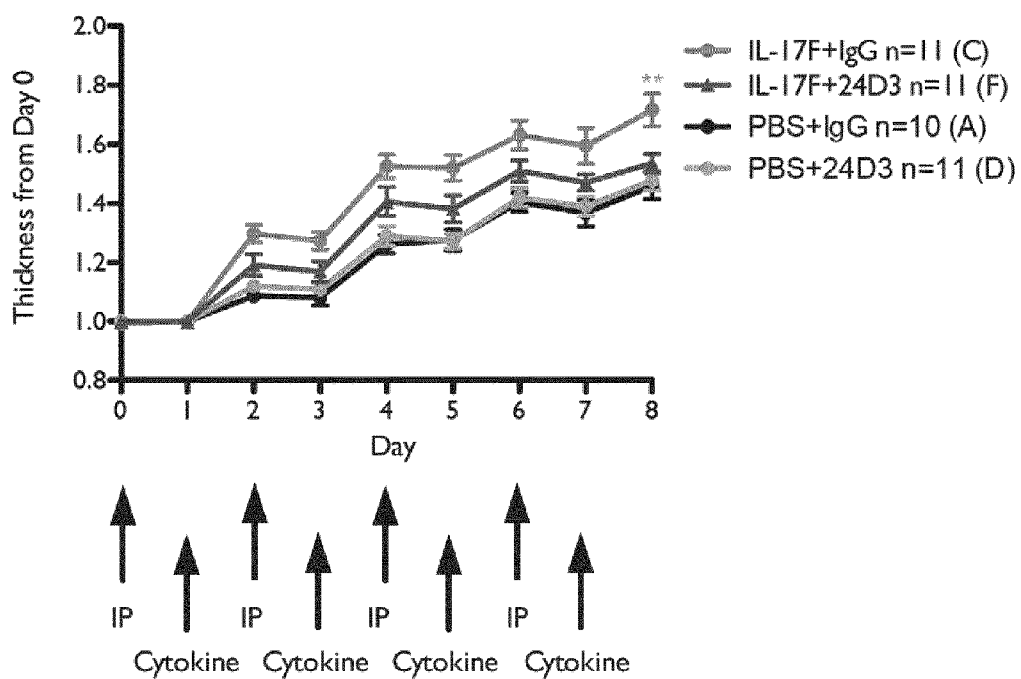 2.0
1.8
1.6
1.4
1.2
1.0
0.8
Thickness from Day 0
0 1 2 3 4 5 6 7 8
Day
**
IL-17F+IgG n=11 (C)
IL-17F+24D3 n=11 (F)
PBS+IgG n=10 (A)
PBS+24D3 n=11 (D)
IP IP IP IP
Cytokine Cytokine Cytokine Cytokine